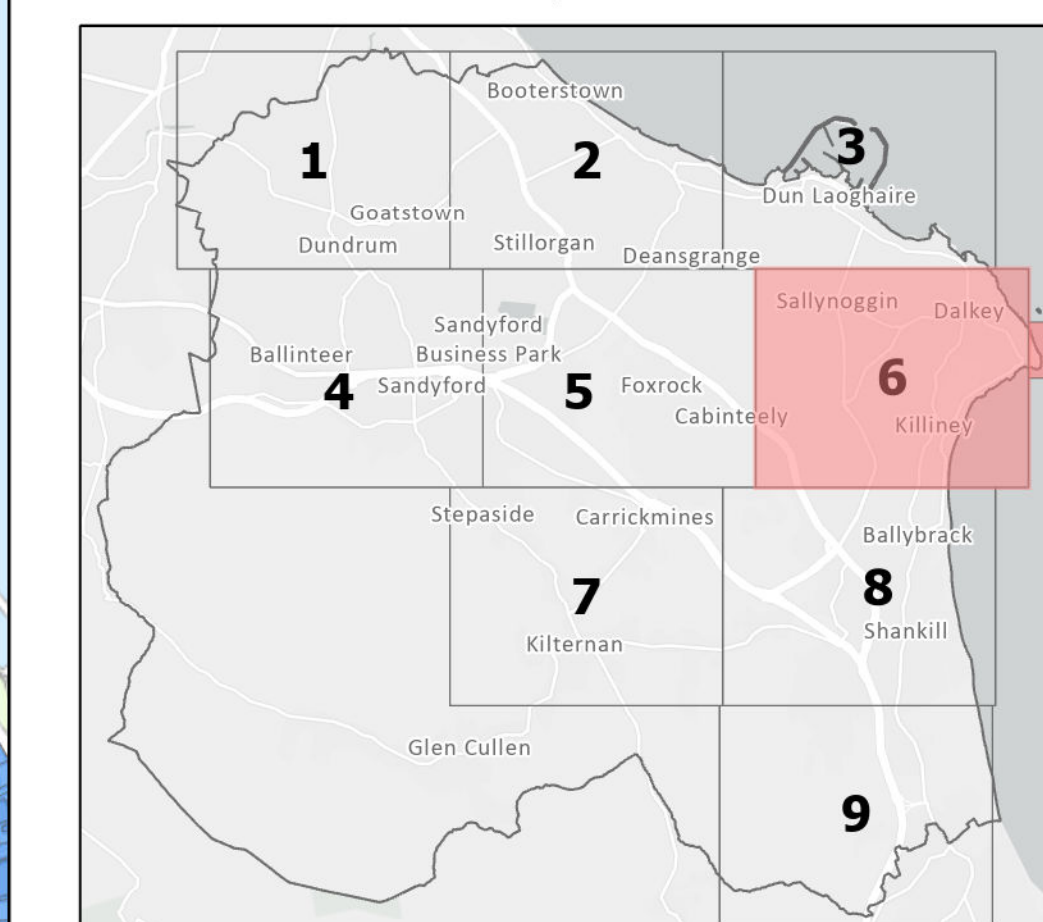 Booterstown
1
2
3
Dun Laoghaire
Goatstown
Dundrum
Stillorgan
Deansgrange
Sallynoggin
Dalkey
Sandyford
Business Park
Ballinteer
Sandyford
4
5
Foxrock
6
Cabinteely
Killiney
Stepaside
Carrickmines
Ballybrack
7
8
Shankill
Kilternan
Glen Cullen
9